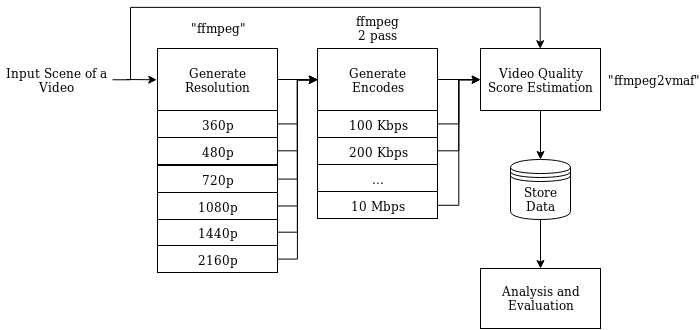 Input Scene of a
Video
"ffmpeg"
Generate
Resolution
360p
480p
720p
1080p
1440p
2160p
ffmpeg
2 pass
Generate
Encodes
100 Kbps
200 Kbps
...
10 Mbps
Video Quality
Score Estimation
"ffmpeg2vmaf"
Store
Data
Analysis and
Evaluation